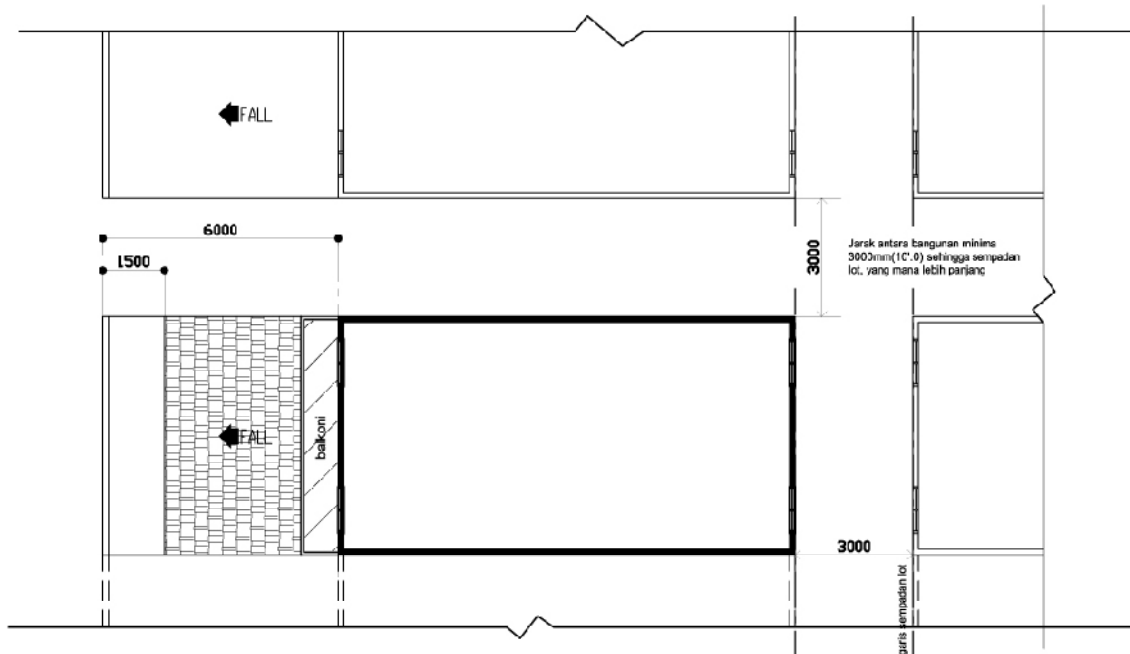 FALL
6000
1500
3000
Jarak antara bangunan minima
3000mm(10'.0) sehingga sempadan
lot, yang mana lebih panjang
FALL
balkoni
3000
garis sempadan lot